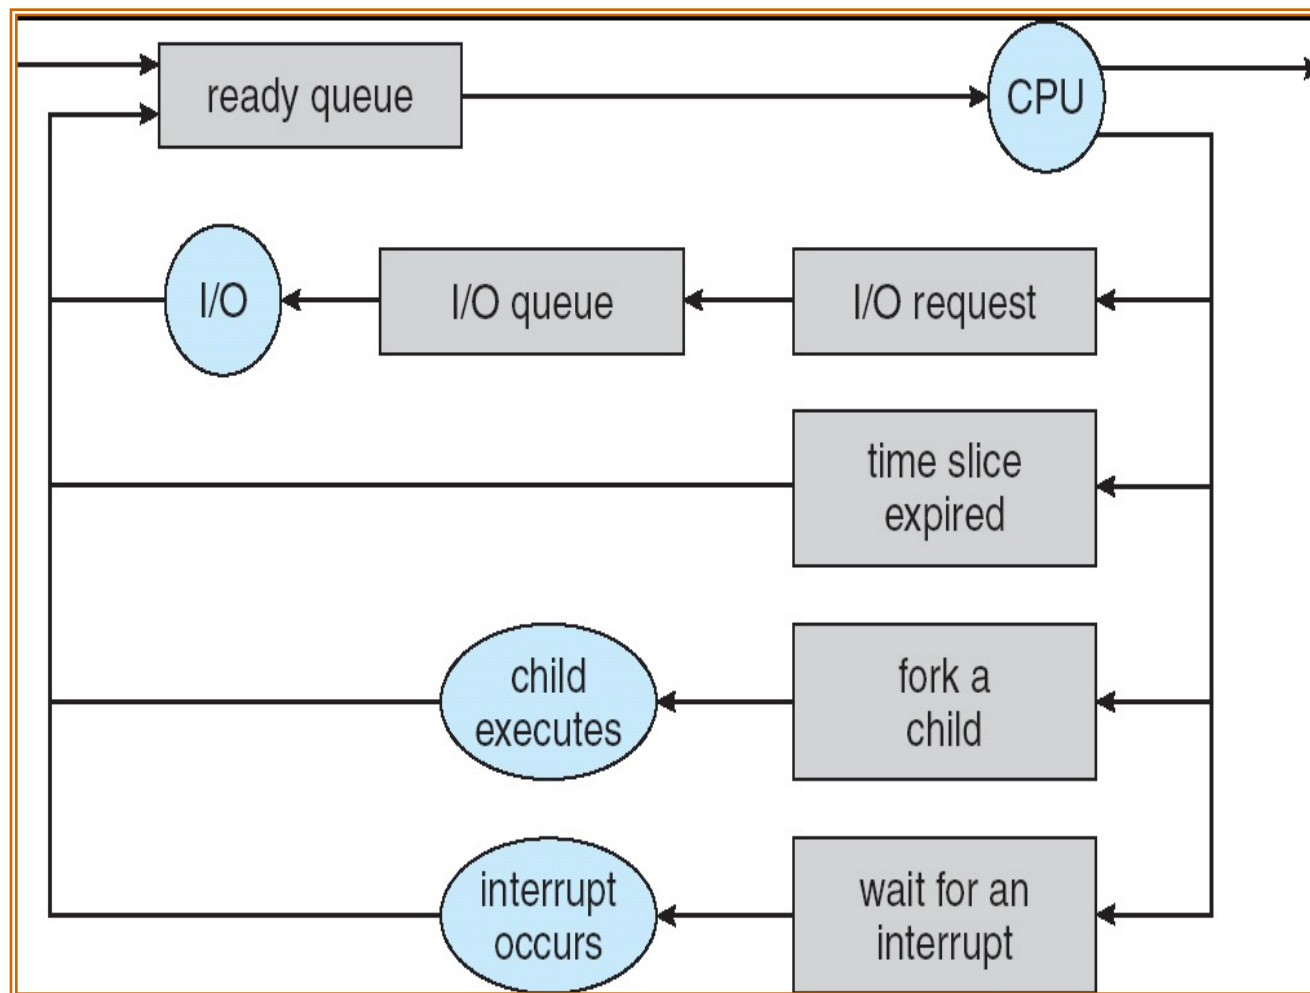 ready queue
CPU
I/O
I/O queue
I/O request
time slice
expired
child
executes
fork a
child
interrupt
occurs
wait for an
interrupt